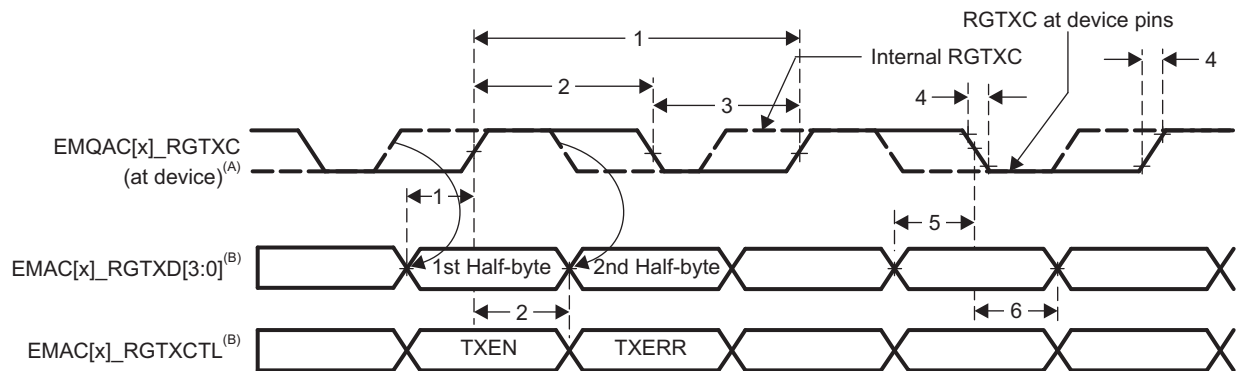 RGTXC at device pins
1
Internal RGTXC
4
2
4
3
EMQAC[x]_RGTXC
(at device)(A)
1
5
EMAC[x]_RGTXD[3:0](B)
1st Half-byte
2nd Half-byte
2
6
EMAC[x]_RGTXCTL(B)
TXEN
TXERR